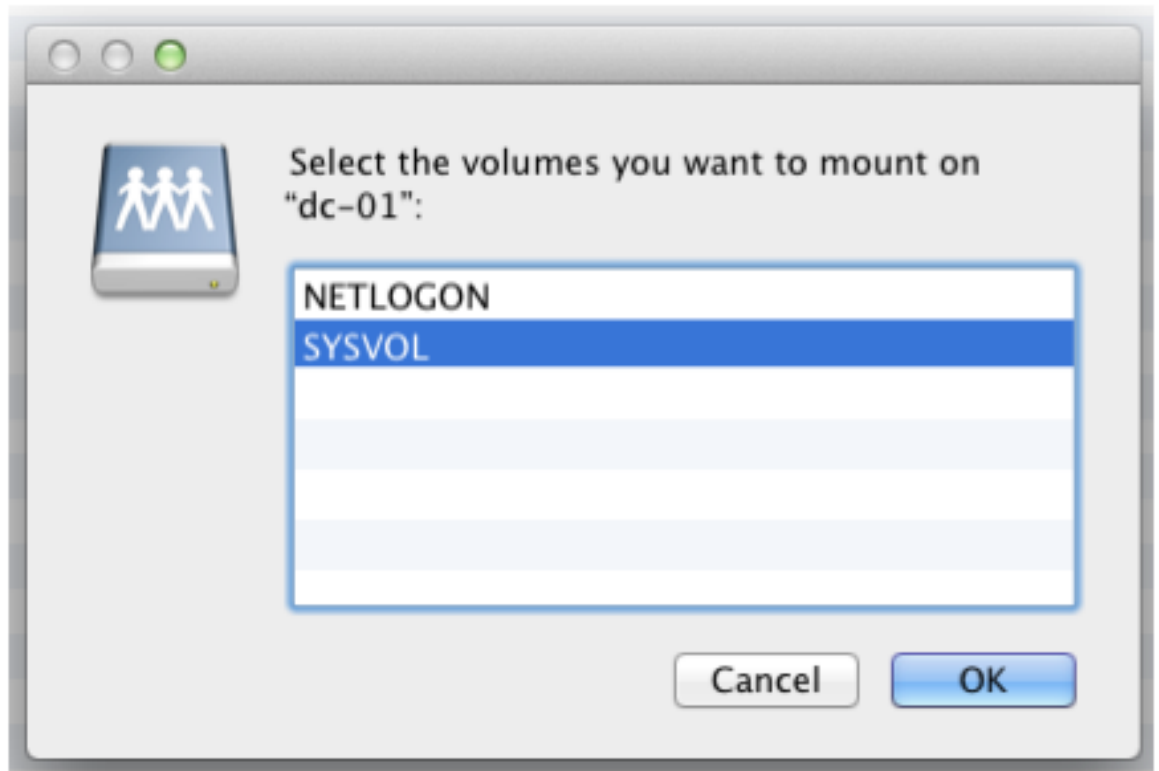 Select the volumes you want to mount on
“dc-01”:
NETLOGON
SYSVOL
Cancel
OK